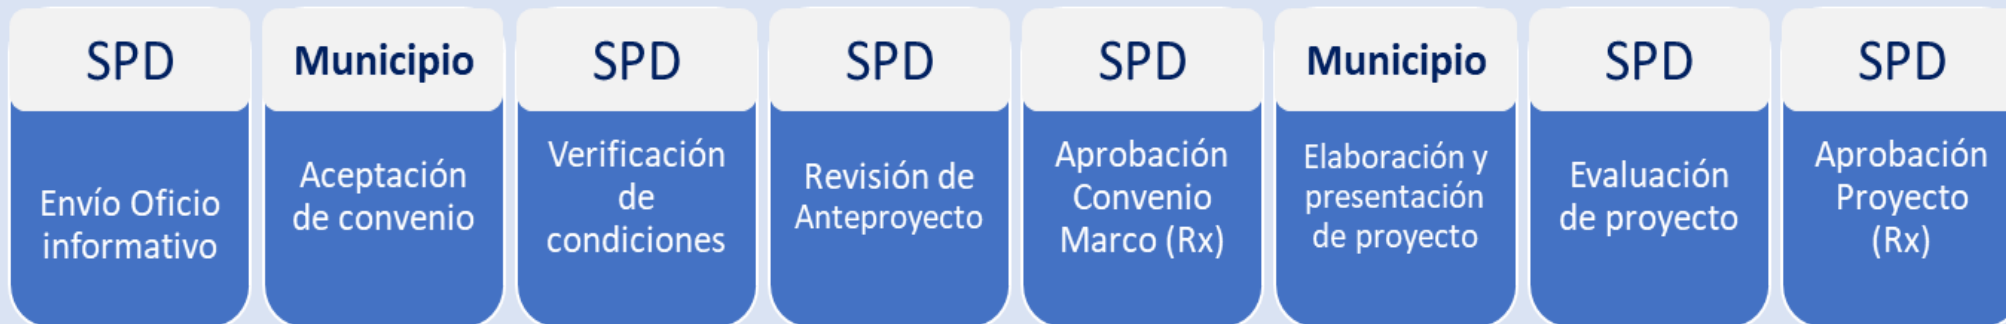 SPD
Envío Oficio
informativo
Municipio
Aceptación
de convenio
SPD
Verificación
de
condiciones
SPD
Revisión de
Anteproyecto
SPD
Aprobación
Convenio
Marco (Rx)
Municipio
Elaboración y
presentación
de proyecto
SPD
Evaluación
de proyecto
SPD
Aprobación
Proyecto
(Rx)